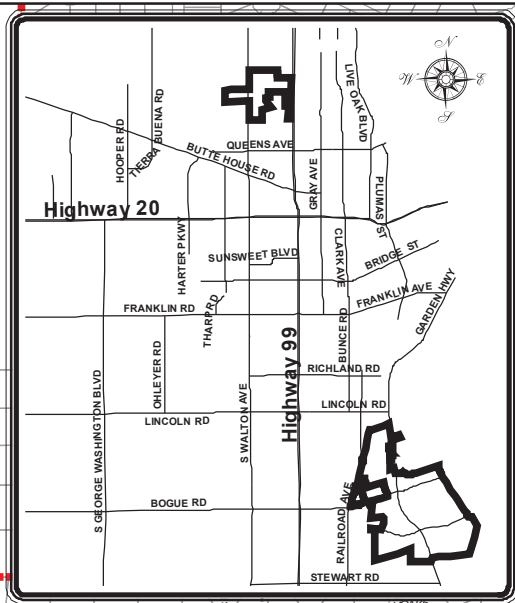 N
W E
S
LIVE OAK BLVD
HOOPER RD
TIERRA BUENA RD
QUEENS AVE
BUTTE HOUSE RD
GRAY AVE
PLUMAS ST
Highway 20
HARTER PKWY
SUNSWEET BLVD
CLARK AVE
BRIDGE ST
FRANKLIN AVE
GARDEN HWY
FRANKLIN RD
THARP RD
BUNCE RD
Highway 99
OHLEYER RD
RICHLAND RD
S GEORGE WASHINGTON BLVD
S WALTON AVE
LINCOLN RD
LINCOLN RD
BOGUE RD
RAILROAD AVE
STEWART RD